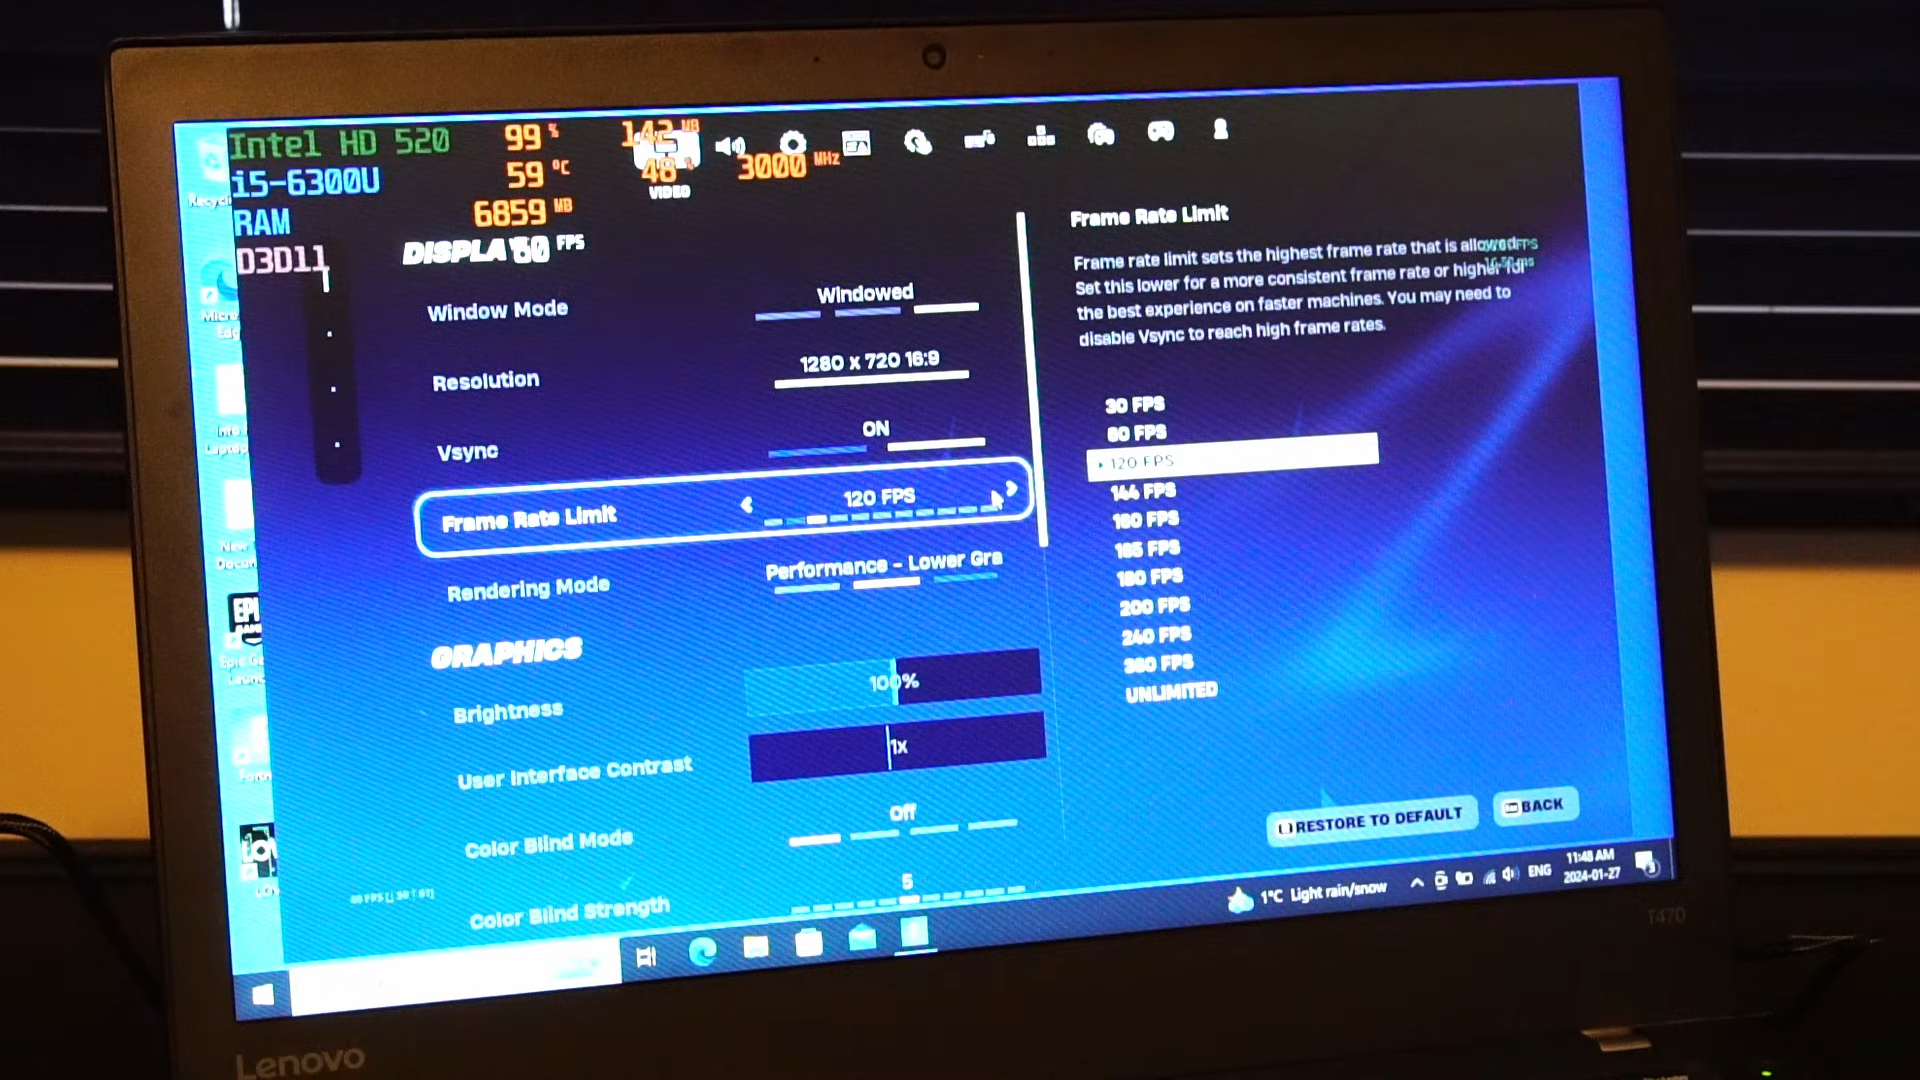 Intel HD 520 99 % 142 MB
i5-6300U 59 °C 48 % 3000 MHz
RAM 6859 MB
D3D11 60 FPS
VIDEO
DISPLA
Window Mode Windowed
Resolution 1280 x 720 16:9
Vsync ON
Frame Rate Limit 120 FPS
Rendering Mode Performance - Lower Gra
GRAPHICS
Brightness 100%
User Interface Contrast 1x
Color Blind Mode Off
Color Blind Strength 5
Frame Rate Limit
Frame rate limit sets the highest frame rate that is allowed.
Set this lower for a more consistent frame rate or higher for
the best experience on faster machines. You may need to
disable Vsync to reach high frame rates.
30 FPS
60 FPS
120 FPS
144 FPS
160 FPS
165 FPS
180 FPS
200 FPS
240 FPS
360 FPS
UNLIMITED
RESTORE TO DEFAULT
BACK
1°C Light rain/snow
ENG
11:48 AM
2024-01-27
T470
Lenovo